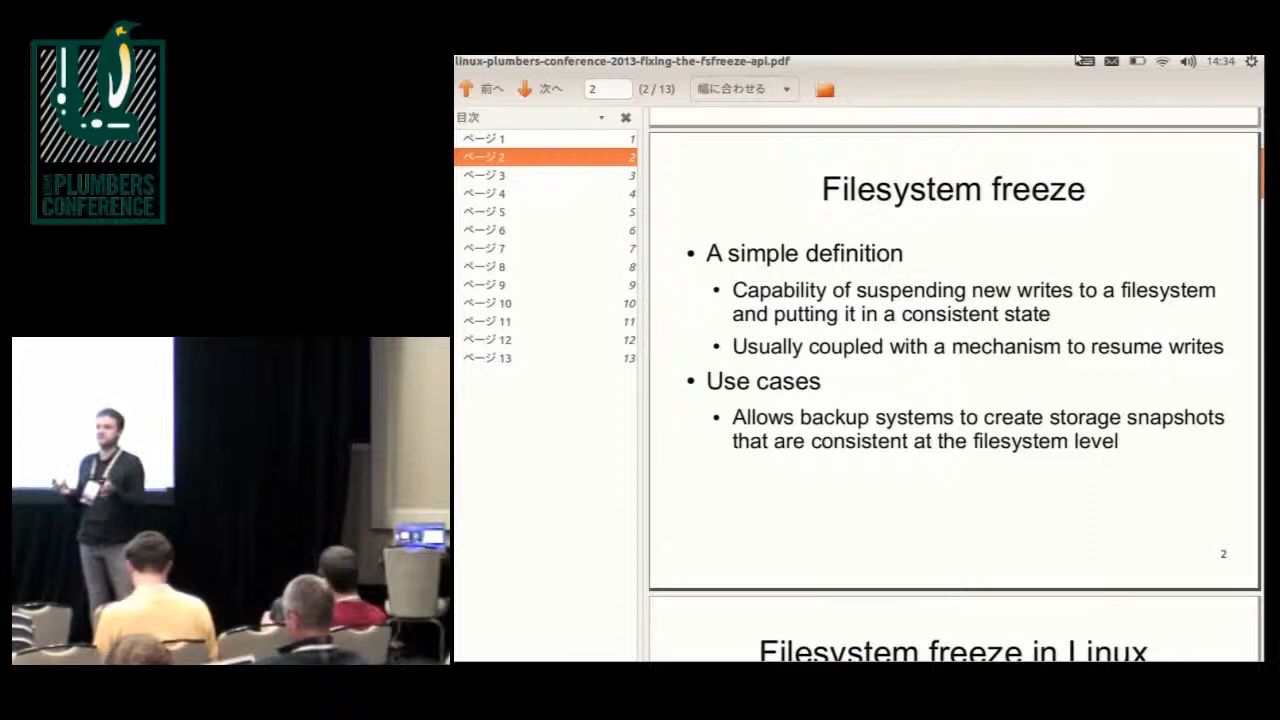 LINUX PLUMBERS
CONFERENCE
linux-plumbers-conference-2013-fixing-the-fsfreeze-api.pdf
14:34
前へ
次へ
2
(2 / 13)
幅に合わせる
目次
ページ 1 1
ページ 2 2
ページ 3 3
ページ 4 4
ページ 5 5
ページ 6 6
ページ 7 7
ページ 8 8
ページ 9 9
ページ 10 10
ページ 11 11
ページ 12 12
ページ 13 13
Filesystem freeze
• A simple definition
• Capability of suspending new writes to a filesystem
and putting it in a consistent state
• Usually coupled with a mechanism to resume writes
• Use cases
• Allows backup systems to create storage snapshots
that are consistent at the filesystem level
2
Filesystem freeze in Linux